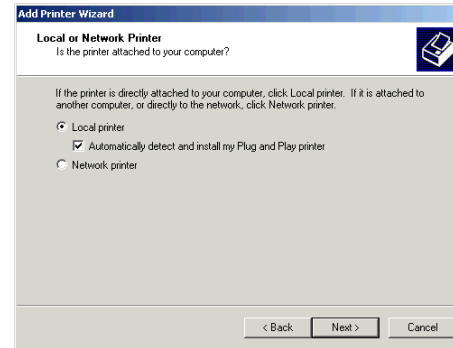 Add Printer Wizard
Local or Network Printer
Is the printer attached to your computer?
If the printer is directly attached to your computer, click Local printer. If it is attached to
another computer, or directly to the network, click Network printer.
Local printer
Automatically detect and install my Plug and Play printer
Network printer
< Back Next > Cancel